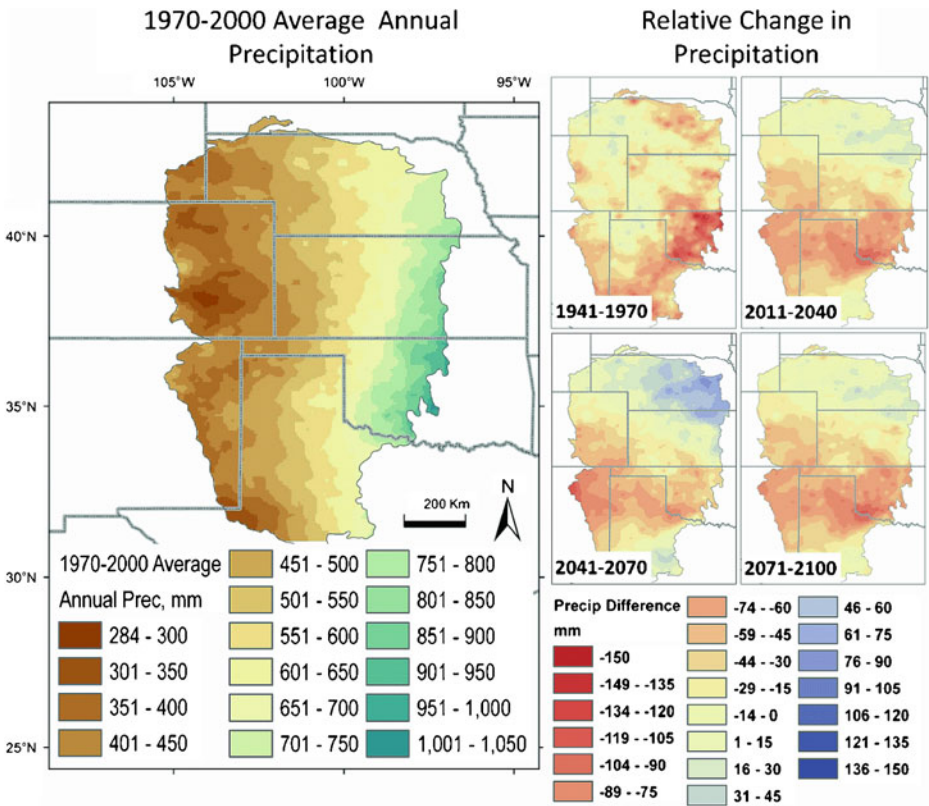 1970-2000 Average Annual
Precipitation
Relative Change in
Precipitation
105°W
100°W
95°W
40°N
35°N
30°N
25°N
200 Km
N
1970-2000 Average
Annual Prec, mm
284 - 300
301 - 350
351 - 400
401 - 450
451 - 500
501 - 550
551 - 600
601 - 650
651 - 700
701 - 750
751 - 800
801 - 850
851 - 900
901 - 950
951 - 1,000
1,001 - 1,050
1941-1970
2011-2040
2041-2070
2071-2100
Precip Difference
mm
-150
-149 - -135
-134 - -120
-119 - -105
-104 - -90
-89 - -75
-74 - -60
-59 - -45
-44 - -30
-29 - -15
-14 - 0
1 - 15
16 - 30
31 - 45
46 - 60
61 - 75
76 - 90
91 - 105
106 - 120
121 - 135
136 - 150